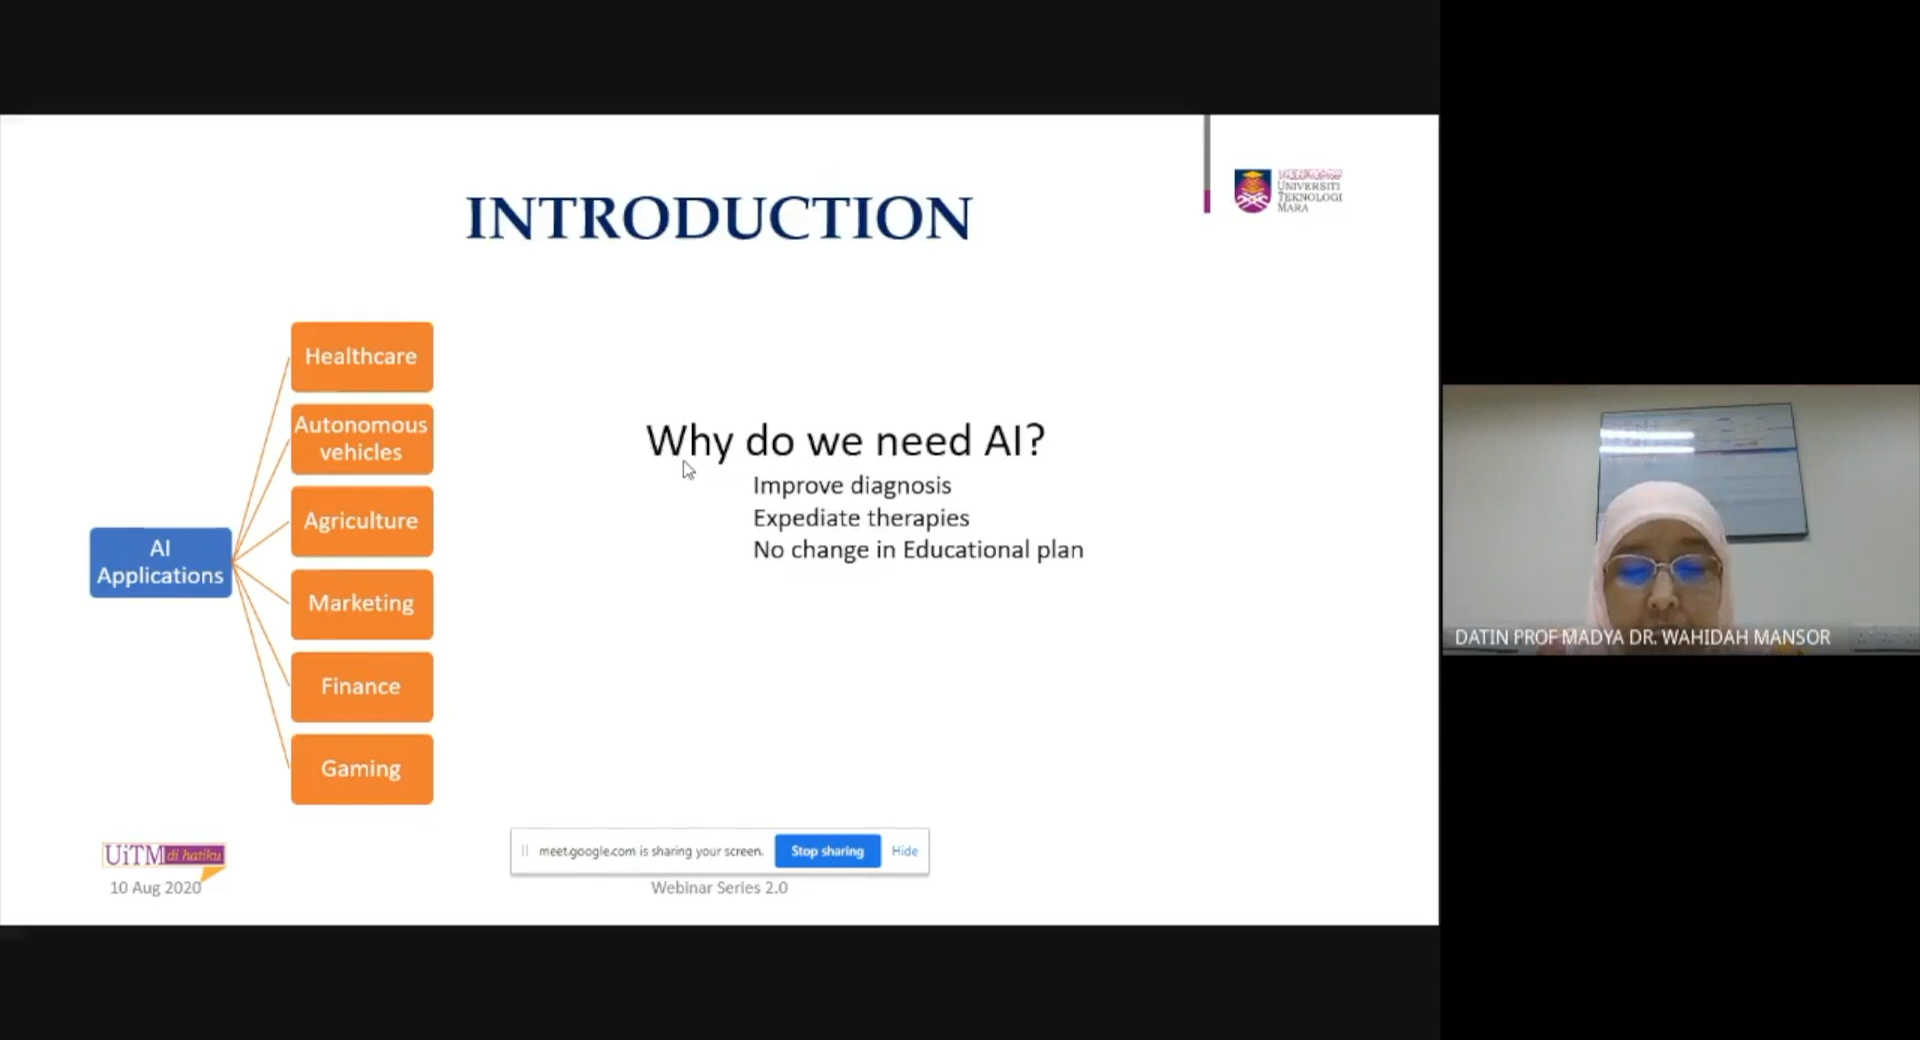 INTRODUCTION
UNIVERSITI
TEKNOLOGI
MARA
Healthcare
Autonomous
vehicles
Agriculture
AI
Applications
Marketing
Finance
Gaming
Why do we need AI?
Improve diagnosis
Expediate therapies
No change in Educational plan
DATIN PROF MADYA DR. WAHIDAH MANSOR
UiTM di hatiku
10 Aug 2020
meet.google.com is sharing your screen.
Stop sharing
Hide
Webinar Series 2.0